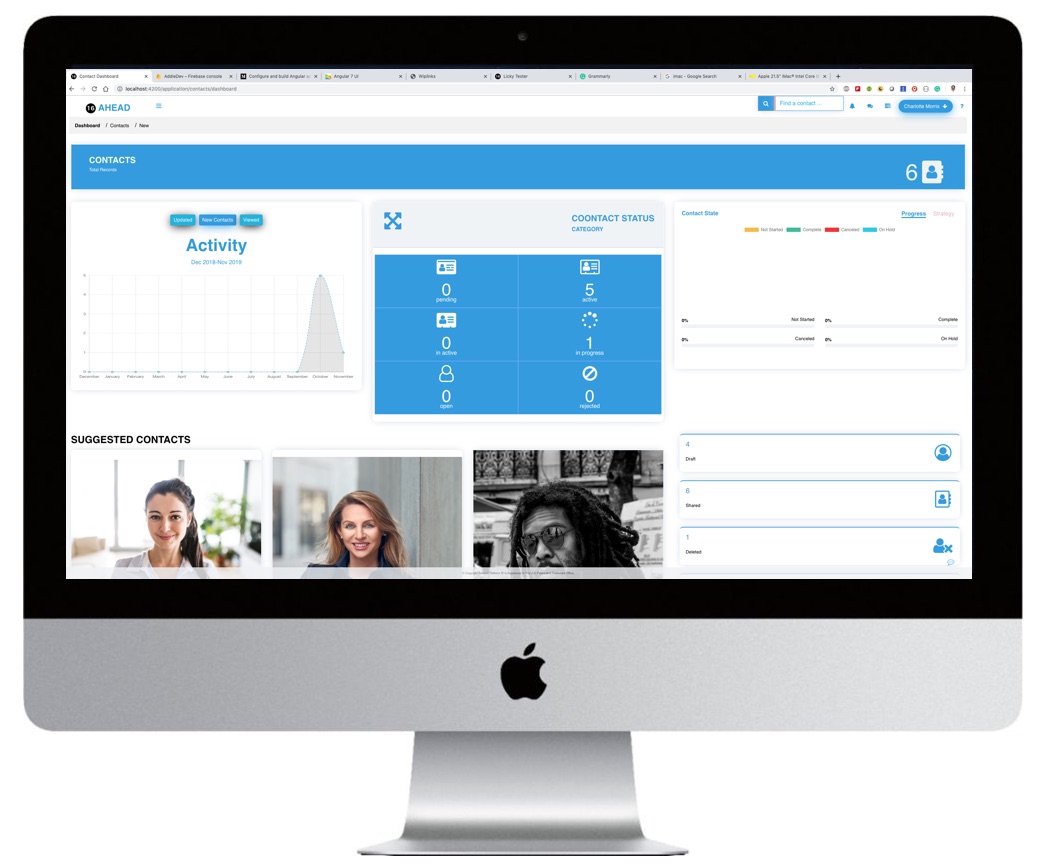 Contact Dashboard
AddieDev – Firebase console
Configure and build Angular
Angular 7 UI
Wiplinks
Licky Tester
Grammarly
imac - Google Search
Apple 21.5" iMac® Intel Core
localhost:4200/application/contacts/dashboard
16 AHEAD
Find a contact ...
Charlotte Morris
?
Dashboard / Contacts / New
CONTACTS
Total Records
6
Updated
New Contacts
Viewed
Activity
Dec 2018-Nov 2019
5
4
3
2
1
0
December January February March April May June July August September October November
COONTACT STATUS
CATEGORY
0
pending
5
active
0
in active
1
in progress
0
open
0
rejected
Contact State
Progress
Strategy
Not Started Complete Canceled On Hold
0% Not Started
0% Complete
0% Canceled
0% On Hold
SUGGESTED CONTACTS
4
Draft
6
Shared
1
Deleted